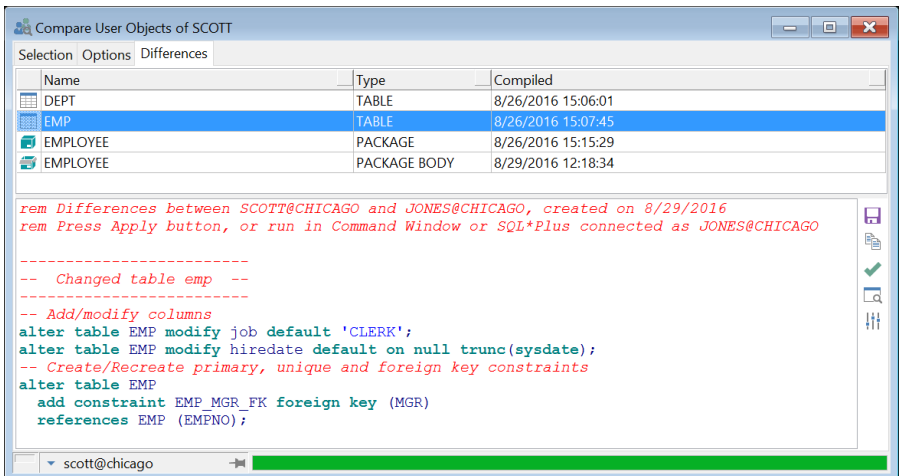 Compare User Objects of SCOTT
Selection Options Differences
Name Type Compiled
DEPT TABLE 8/26/2016 15:06:01
EMP TABLE 8/26/2016 15:07:45
EMPLOYEE PACKAGE 8/26/2016 15:15:29
EMPLOYEE PACKAGE BODY 8/29/2016 12:18:34
rem Differences between SCOTT@CHICAGO and JONES@CHICAGO, created on 8/29/2016
rem Press Apply button, or run in Command Window or SQL*Plus connected as JONES@CHICAGO
-------------------------
--  Changed table emp  --
-------------------------
-- Add/modify columns
alter table EMP modify job default 'CLERK';
alter table EMP modify hiredate default on null trunc(sysdate);
-- Create/Recreate primary, unique and foreign key constraints
alter table EMP
  add constraint EMP_MGR_FK foreign key (MGR)
  references EMP (EMPNO);
scott@chicago